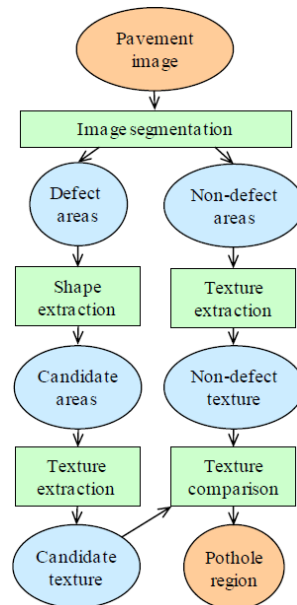 Pavement
image
Image segmentation
Defect
areas
Non-defect
areas
Shape
extraction
Texture
extraction
Candidate
areas
Non-defect
texture
Texture
extraction
Texture
comparison
Candidate
texture
Pothole
region